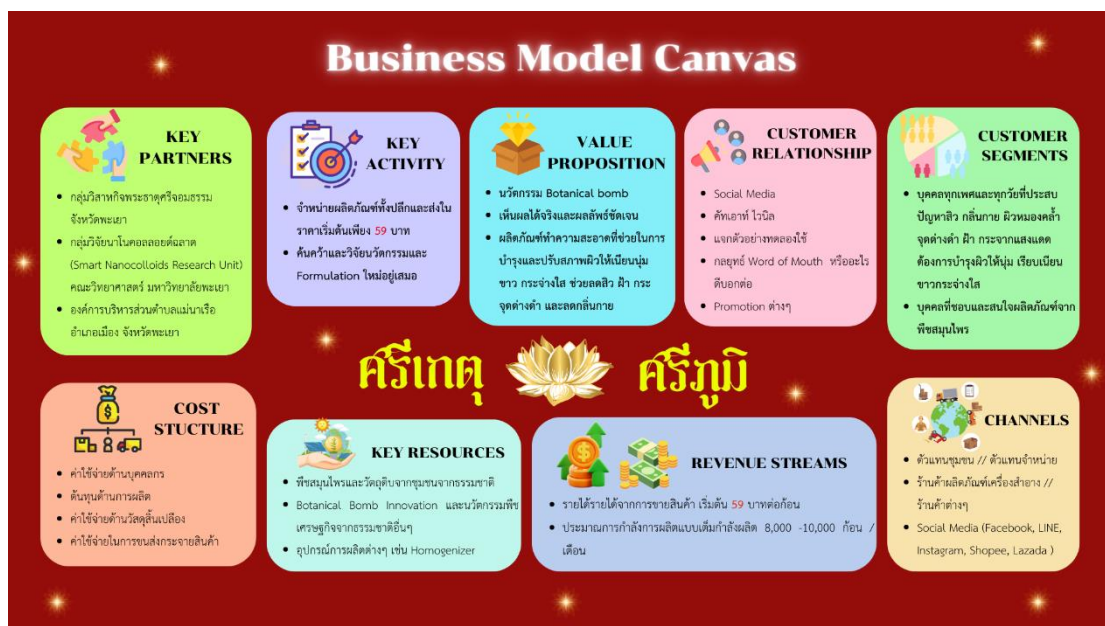 Business Model Canvas
KEY
PARTNERS
• กลุ่มวิสาหกิจพระธาตุศรีจอมธรรม
จังหวัดพะเยา
• กลุ่มวิจัยนาโนคอลลอยด์ฉลาด
(Smart Nanocolloids Research Unit)
คณะวิทยาศาสตร์ มหาวิทยาลัยพะเยา
• องค์การบริหารส่วนตำบลแม่นาเรือ
อำเภอเมือง จังหวัดพะเยา
KEY
ACTIVITY
• จำหน่ายผลิตภัณฑ์ทั้งปลีกและส่งใน
ราคาเริ่มต้นเพียง 59 บาท
• ค้นคว้าและวิจัยนวัตกรรมและ
Formulation ใหม่อยู่เสมอ
VALUE
PROPOSITION
• นวัตกรรม Botanical bomb
• เห็นผลได้จริงและผลลัพธ์ชัดเจน
• ผลิตภัณฑ์ทำความสะอาดที่ช่วยในการ
บำรุงและปรับสภาพผิวให้เนียนนุ่ม
ขาว กระจ่างใส ช่วยลดสิว ฝ้า กระ
จุดด่างดำ และลดกลิ่นกาย
CUSTOMER
RELATIONSHIP
• Social Media
• คัทเอาท์ ไวนิล
• แจกตัวอย่างทดลองใช้
• กลยุทธ์ Word of Mouth หรืออะไร
ดีบอกต่อ
• Promotion ต่างๆ
CUSTOMER
SEGMENTS
• บุคคลทุกเพศและทุกวัยที่ประสบ
ปัญหาสิว กลิ่นกาย ผิวหมองคล้ำ
จุดด่างดำ ฝ้า กระจากแสงแดด
ต้องการบำรุงผิวให้นุ่ม เรียบเนียน
ขาวกระจ่างใส
• บุคคลที่ชอบและสนใจผลิตภัณฑ์จาก
พืชสมุนไพร
ศรีเกตุ ศรีภูมิ
COST
STUCTURE
• ค่าใช้จ่ายด้านบุคลกร
• ต้นทุนด้านการผลิต
• ค่าใช้จ่ายด้านวัสดุสิ้นเปลือง
• ค่าใช้จ่ายในการขนส่งกระจายสินค้า
KEY RESOURCES
• พืชสมุนไพรและวัตถุดิบจากชุมชนจากธรรมชาติ
• Botanical Bomb Innovation และนวัตกรรมพืช
เศรษฐกิจจากธรรมชาติอื่นๆ
• อุปกรณ์การผลิตต่างๆ เช่น Homogenizer
REVENUE STREAMS
• รายได้รายได้จากการขายสินค้า เริ่มต้น 59 บาทต่อก้อน
• ประมาณการกำลังการผลิตแบบเต็มกำลังผลิต 8,000 -10,000 ก้อน /
เดือน
CHANNELS
• ตัวแทนชุมชน // ตัวแทนจำหน่าย
• ร้านค้าผลิตภัณฑ์เครื่องสำอาง //
ร้านค้าต่างๆ
• Social Media (Facebook, LINE,
Instagram, Shopee, Lazada )